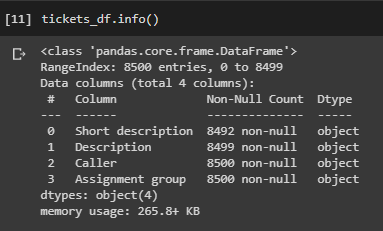 [11] tickets_df.info()
<class 'pandas.core.frame.DataFrame'>
RangeIndex: 8500 entries, 0 to 8499
Data columns (total 4 columns):
 #   Column             Non-Null Count  Dtype
---  ------             --------------  -----
 0   Short description  8492 non-null   object
 1   Description        8499 non-null   object
 2   Caller             8500 non-null   object
 3   Assignment group   8500 non-null   object
dtypes: object(4)
memory usage: 265.8+ KB